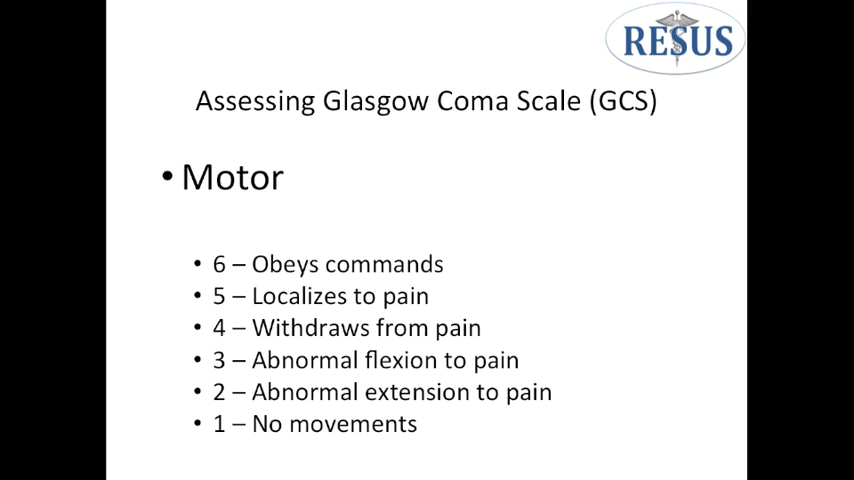 RESUS
Assessing Glasgow Coma Scale (GCS)
• Motor
• 6 – Obeys commands
• 5 – Localizes to pain
• 4 – Withdraws from pain
• 3 – Abnormal flexion to pain
• 2 – Abnormal extension to pain
• 1 – No movements